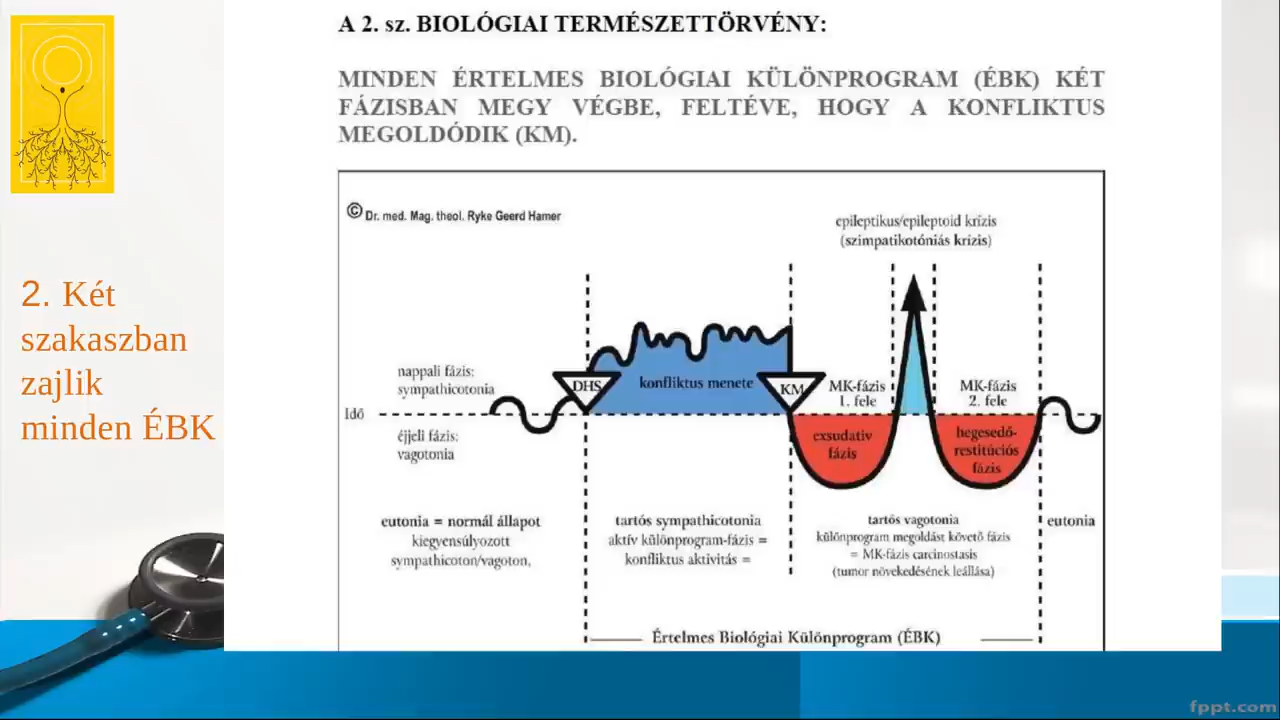 A 2. sz. BIOLÓGIAI TERMÉSZETTÖRVÉNY:
MINDEN ÉRTELMES BIOLÓGIAI KÜLÖNPROGRAM (ÉBK) KÉT
FÁZISBAN MEGY VÉGBE, FELTÉVE, HOGY A KONFLIKTUS
MEGOLDÓDIK (KM).
2. Két
szakaszban
zajlik
minden ÉBK
© Dr. med. Mag. theol. Ryke Geerd Hamer
epileptikus/epileptoid krízis
(szimpatikotóniás krízis)
nappali fázis:
sympathicotonia
Idő
éjjeli fázis:
vagotonia
DHS
konfliktus menete
KM
MK-fázis
1. fele
MK-fázis
2. fele
exsudatív
fázis
hegesedő-
restitúciós
fázis
eutonia = normál állapot
kiegyensúlyozott
sympathicoton/vagoton,
tartós sympathicotonia
aktív különprogram-fázis =
konfliktus aktivitás =
tartós vagotonia
különprogram megoldást követő fázis
= MK-fázis carcinostasis
(tumor növekedésének leállása)
eutonia
Értelmes Biológiai Különprogram (ÉBK)
fppt.com